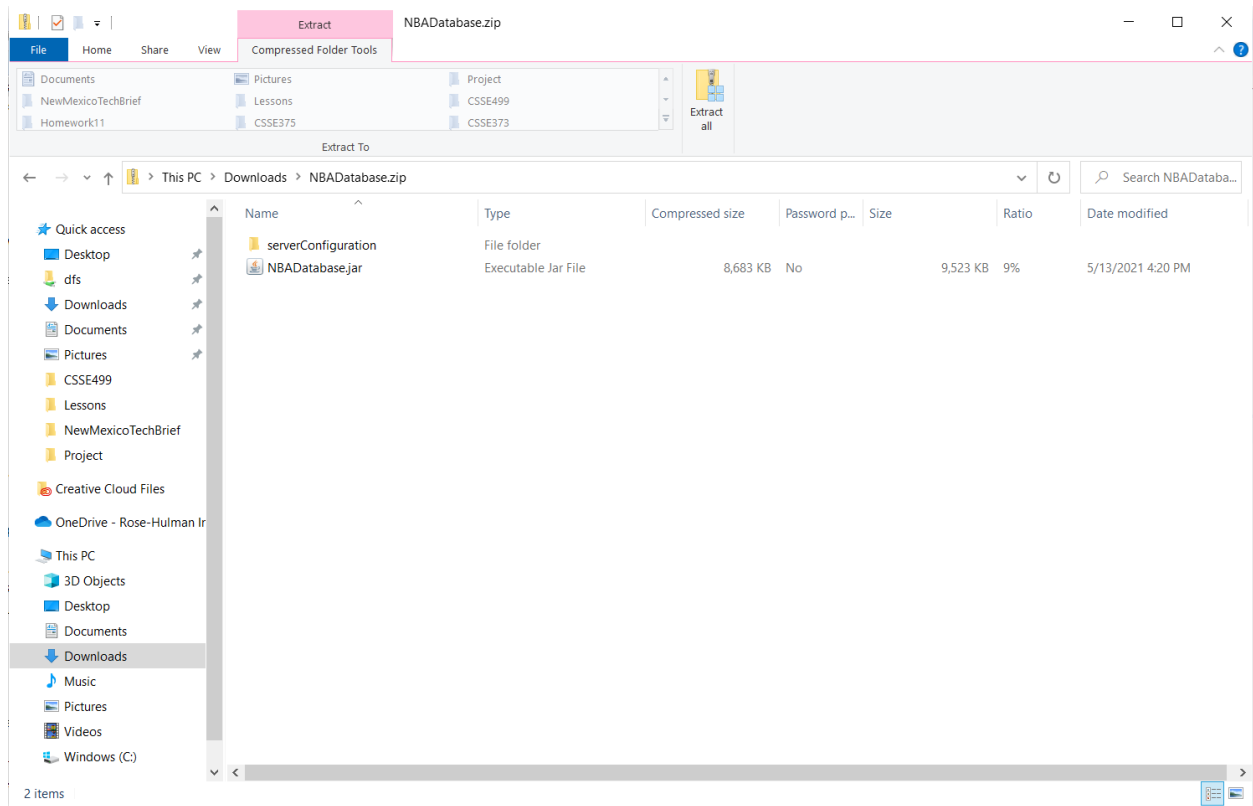 Extract NBADatabase.zip
File Home Share View Compressed Folder Tools
Documents Pictures Project
NewMexicoTechBrief Lessons CSSE499
Homework11 CSSE375 CSSE373
Extract
all
Extract To
This PC > Downloads > NBADatabase.zip
Search NBADataba...
Name Type Compressed size Password p... Size Ratio Date modified
serverConfiguration File folder
NBADatabase.jar Executable Jar File 8,683 KB No 9,523 KB 9% 5/13/2021 4:20 PM
Quick access
Desktop
dfs
Downloads
Documents
Pictures
CSSE499
Lessons
NewMexicoTechBrief
Project
Creative Cloud Files
OneDrive - Rose-Hulman Ir
This PC
3D Objects
Desktop
Documents
Downloads
Music
Pictures
Videos
Windows (C:)
2 items